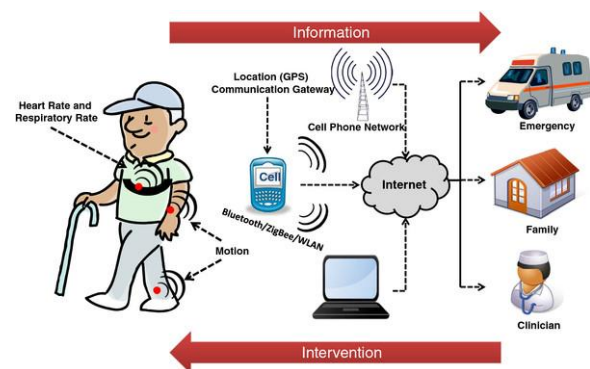 Information
Location (GPS)
Communication Gateway
Heart Rate and
Respiratory Rate
Cell Phone Network
Emergency
Cell
Internet
Bluetooth/ZigBee/WLAN
Family
Motion
Clinician
Intervention